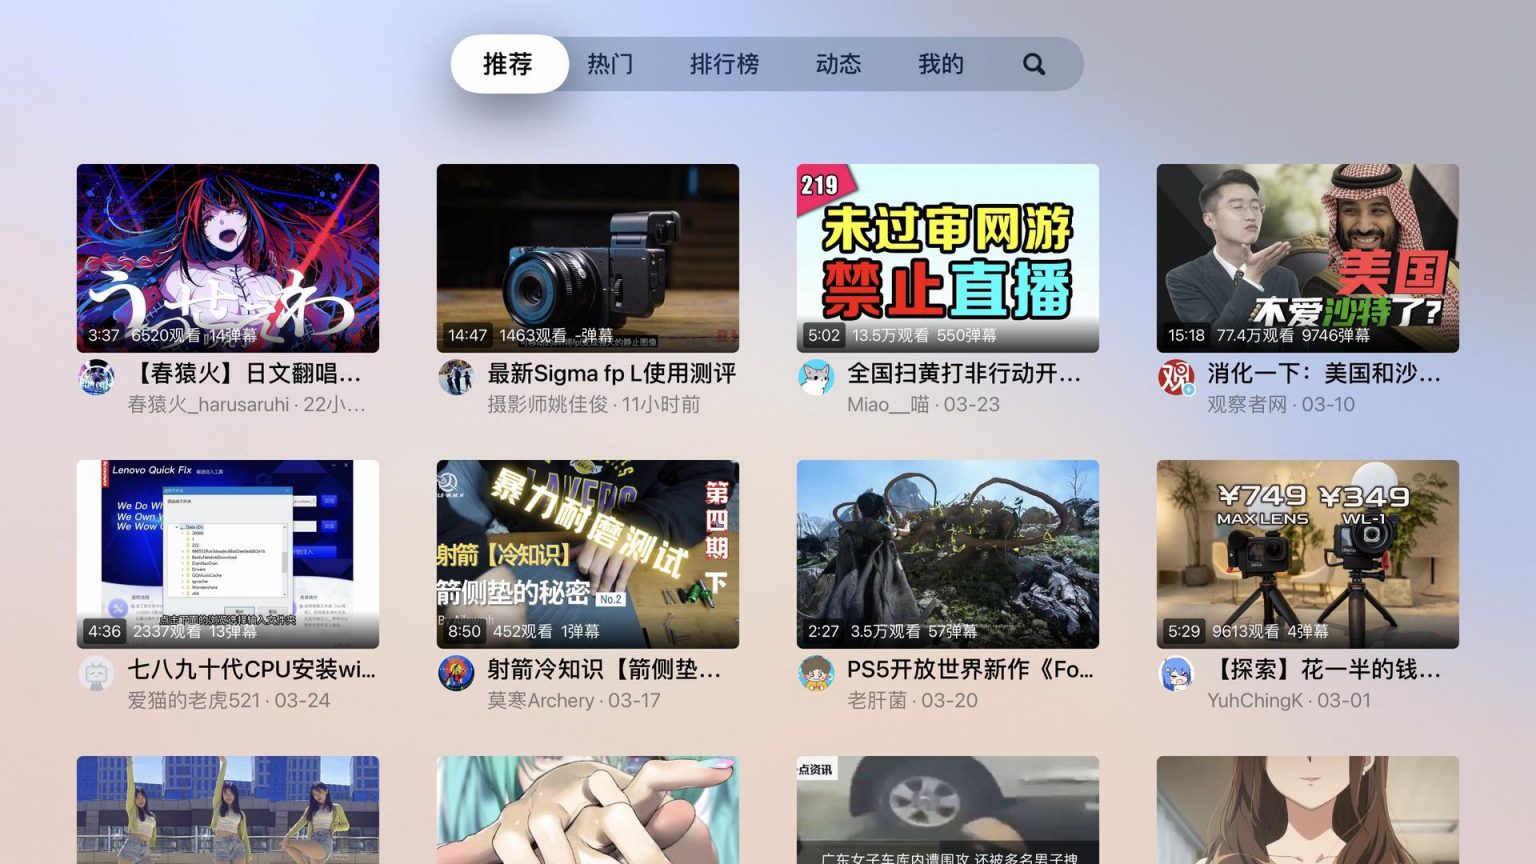 推荐 热门 排行榜 动态 我的
うっせぇわ
3:37 6520观看 14弹幕
【春猿火】日文翻唱...
春猿火_harusaruhi · 22小...
14:47 1463观看 -弹幕
最新Sigma fp L使用测评
摄影师姚佳俊 · 11小时前
219
未过审网游
禁止直播
5:02 13.5万观看 550弹幕
全国扫黄打非行动开...
Miao__喵 · 03-23
美国
不爱沙特了?
15:18 77.4万观看 9746弹幕
观
消化一下：美国和沙...
观察者网 · 03-10
Lenovo Quick Fix
We Do Wh
We Own
We Wow
点击下面的浏览选择输入文件夹
4:36 2337观看 13弹幕
七八九十代CPU安装wi...
爱猫的老虎521 · 03-24
暴力耐磨测试
第四期下
射箭【冷知识】
箭侧垫的秘密 No.2
8:50 452观看 1弹幕
射箭冷知识【箭侧垫...
莫寒Archery · 03-17
2:27 3.5万观看 57弹幕
PS5开放世界新作《Fo...
老肝菌 · 03-20
¥749 ¥349
MAX LENS WL-1
5:29 9613观看 4弹幕
【探索】花一半的钱...
YuhChingK · 03-01
一点资讯
广东女子车库内遭围攻 还被多名男子拽